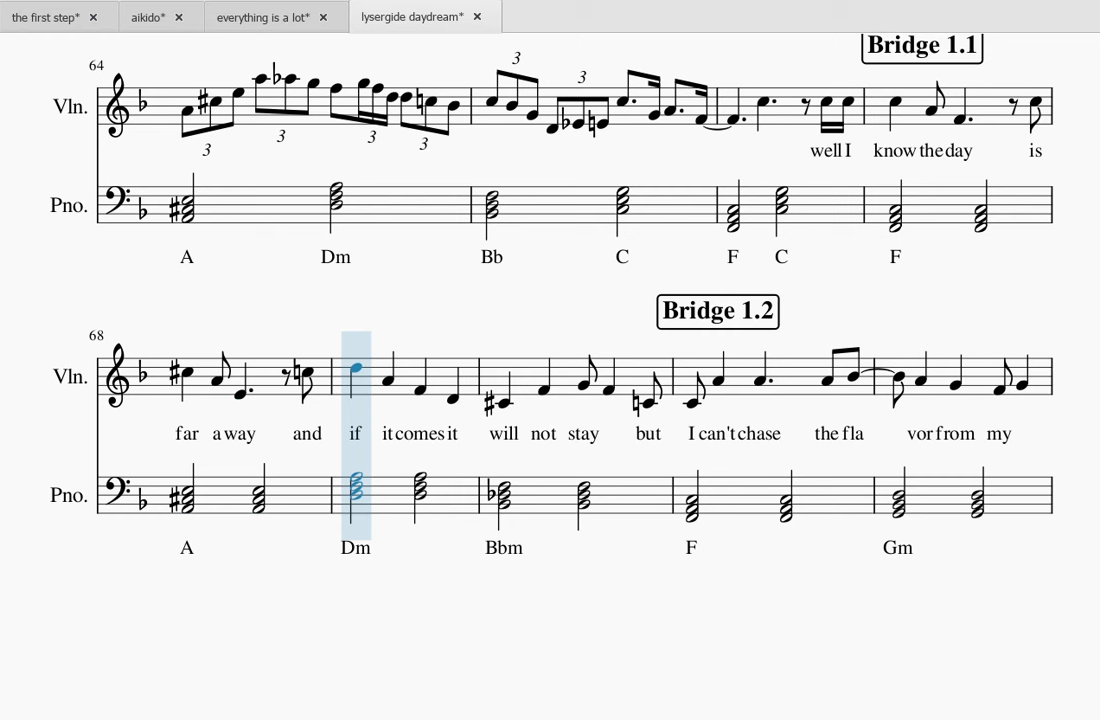 the first step* × aikido* × everything is a lot* × lysergide daydream* ×
Bridge 1.1
64
3 3
Vln.
3 3 3 3
well I know the day is
Pno.
A Dm Bb C F C F
Bridge 1.2
68
Vln.
far a way and if it comes it will not stay but I can't chase the fla vor from my
Pno.
A Dm Bbm F Gm